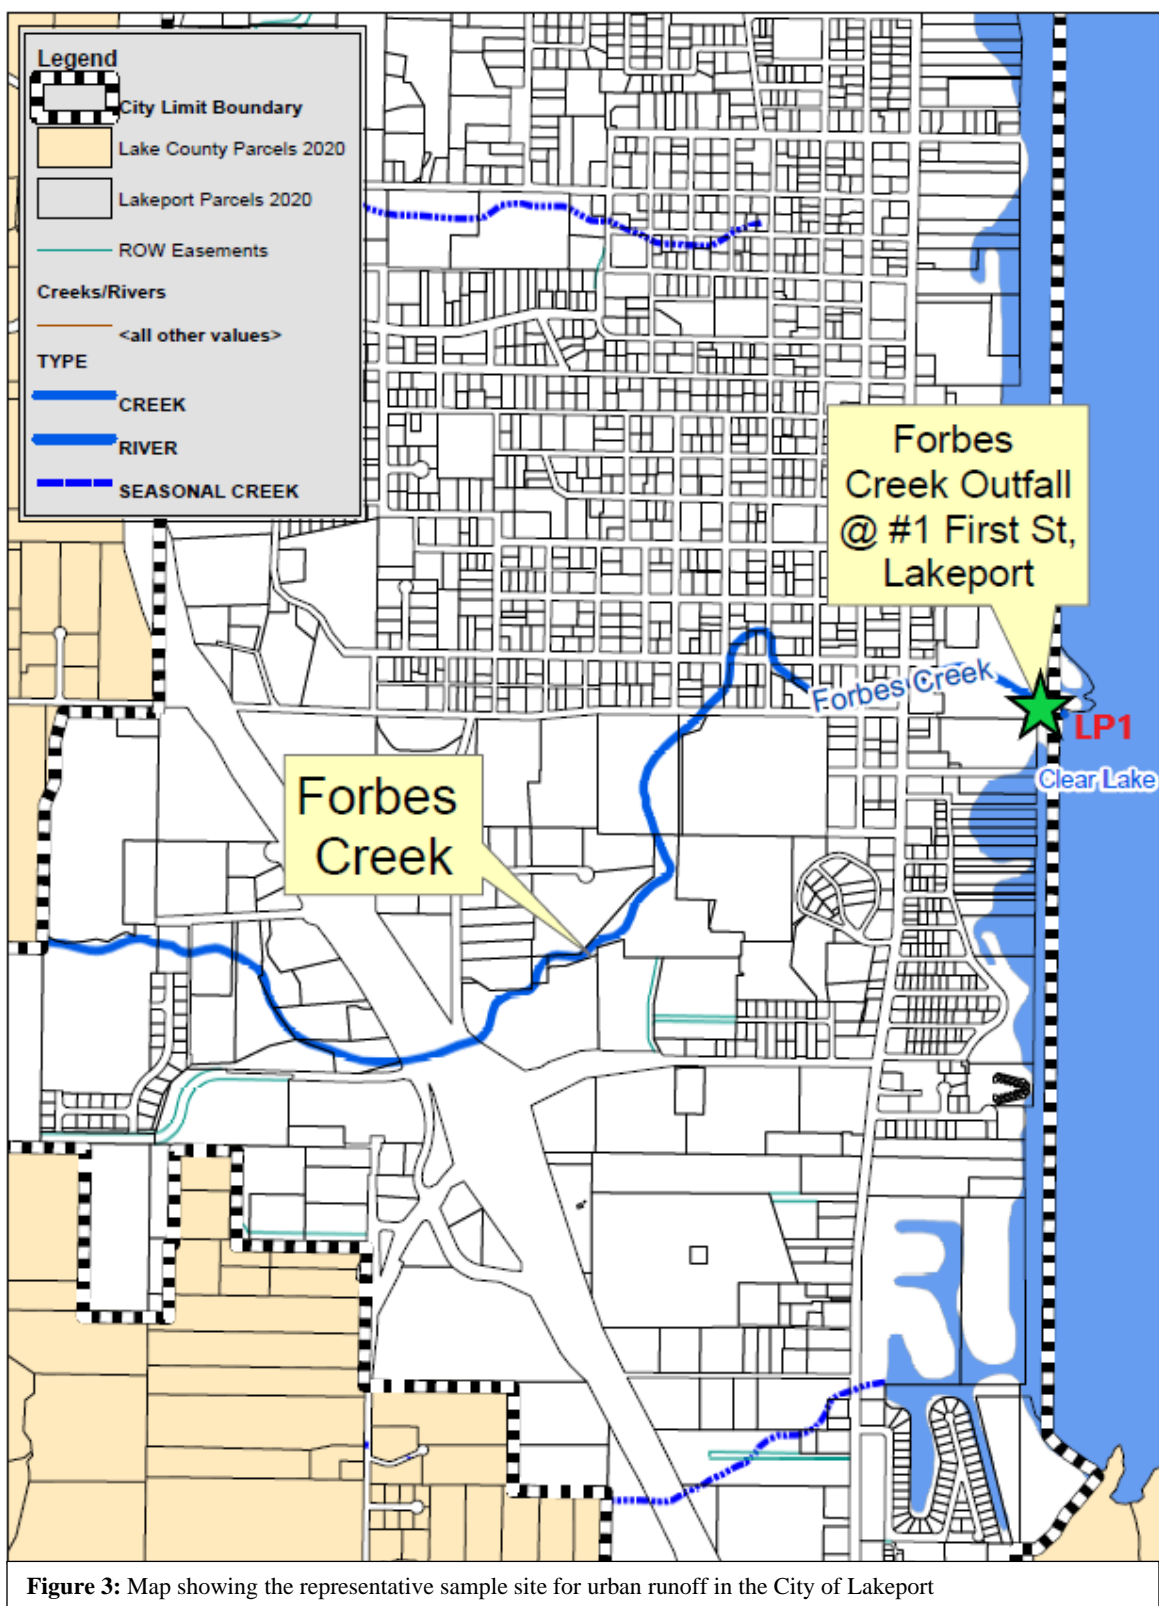 Legend
City Limit Boundary
Lake County Parcels 2020
Lakeport Parcels 2020
ROW Easements
Creeks/Rivers
<all other values>
TYPE
CREEK
RIVER
SEASONAL CREEK
Forbes
Creek Outfall
@ #1 First St,
Lakeport
Forbes Creek
LP1
Clear Lake
Forbes
Creek
Figure 3: Map showing the representative sample site for urban runoff in the City of Lakeport